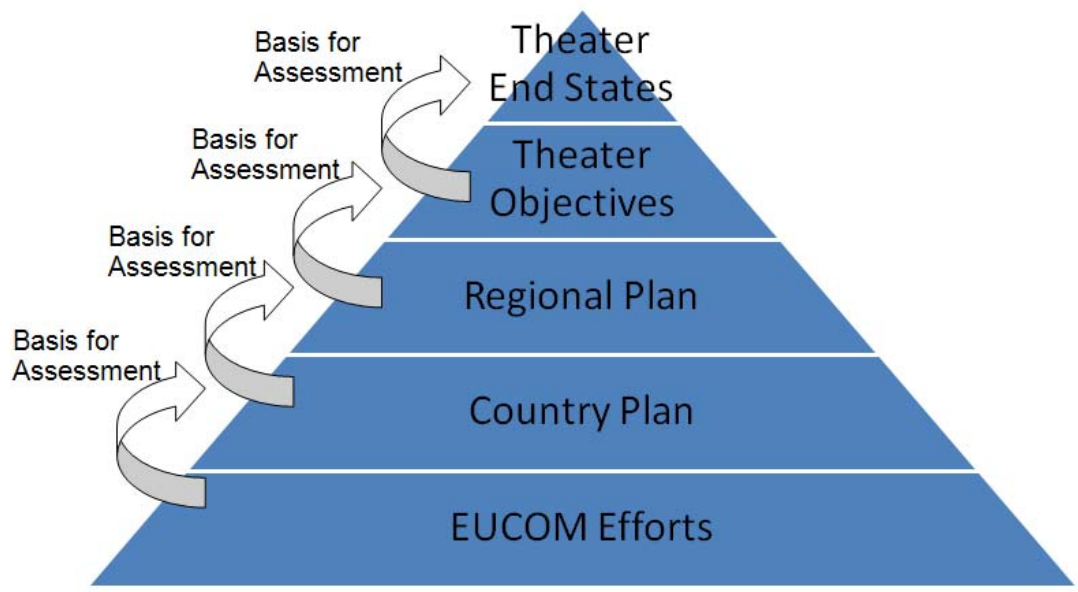 Basis for
Assessment
Theater
End States
Basis for
Assessment
Theater
Objectives
Basis for
Assessment
Regional Plan
Basis for
Assessment
Country Plan
EUCOM Efforts